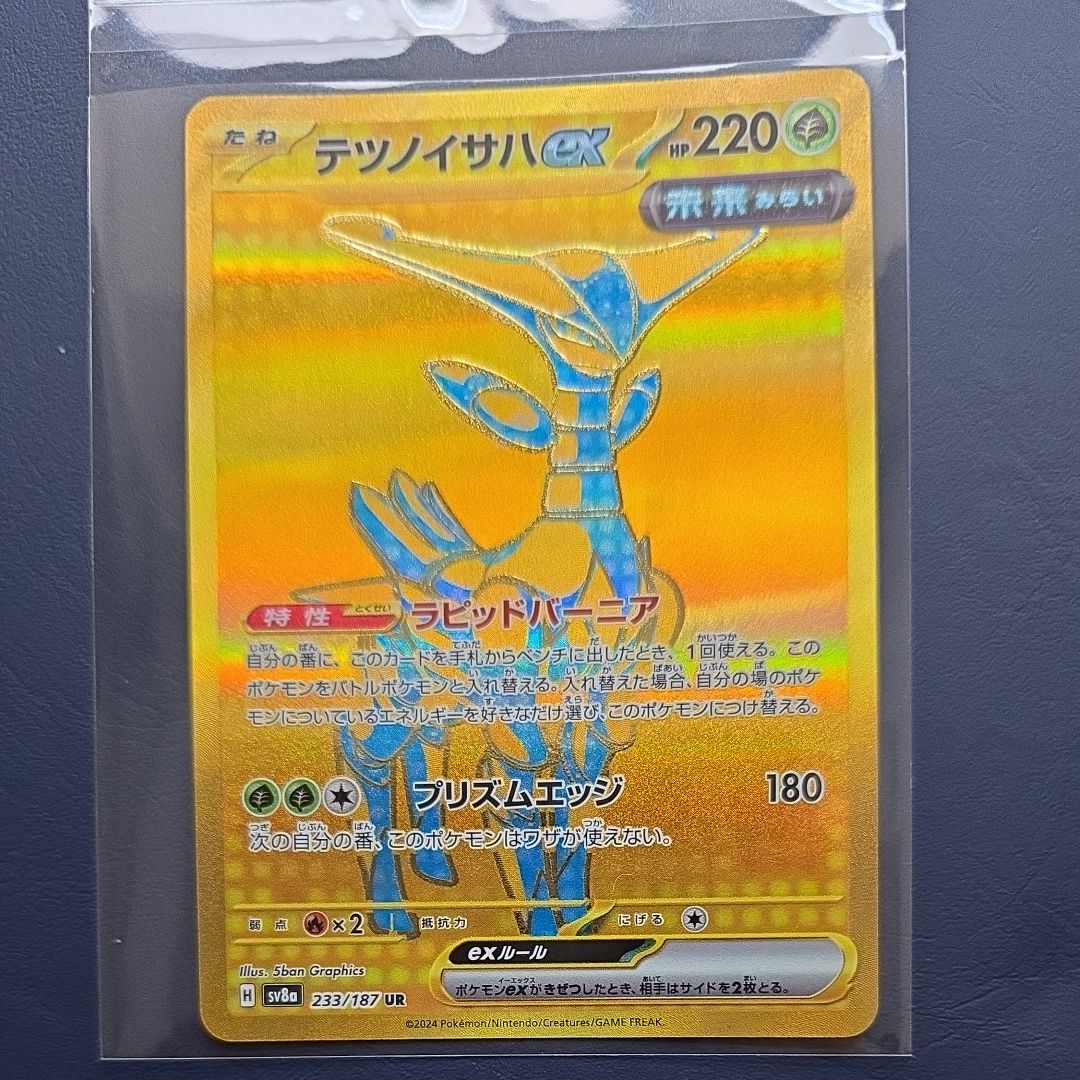 たね テツノイサハex HP220
未来 みらい
特性 とくせい ラピッドバーニア
自分の番に、このカードを手札からベンチに出したとき、1回使える。この
ポケモンをバトルポケモンと入れ替える。入れ替えた場合、自分の場のポケ
モンについているエネルギーを好きなだけ選び、このポケモンにつけ替える。
プリズムエッジ 180
次の自分の番、このポケモンはワザが使えない。
弱点 ×2 抵抗力 にげる
exルール
ポケモンexがきぜつしたとき、相手はサイドを2枚とる。
Illus. 5ban Graphics
H sv8a 233/187 UR
©2024 Pokémon/Nintendo/Creatures/GAME FREAK.